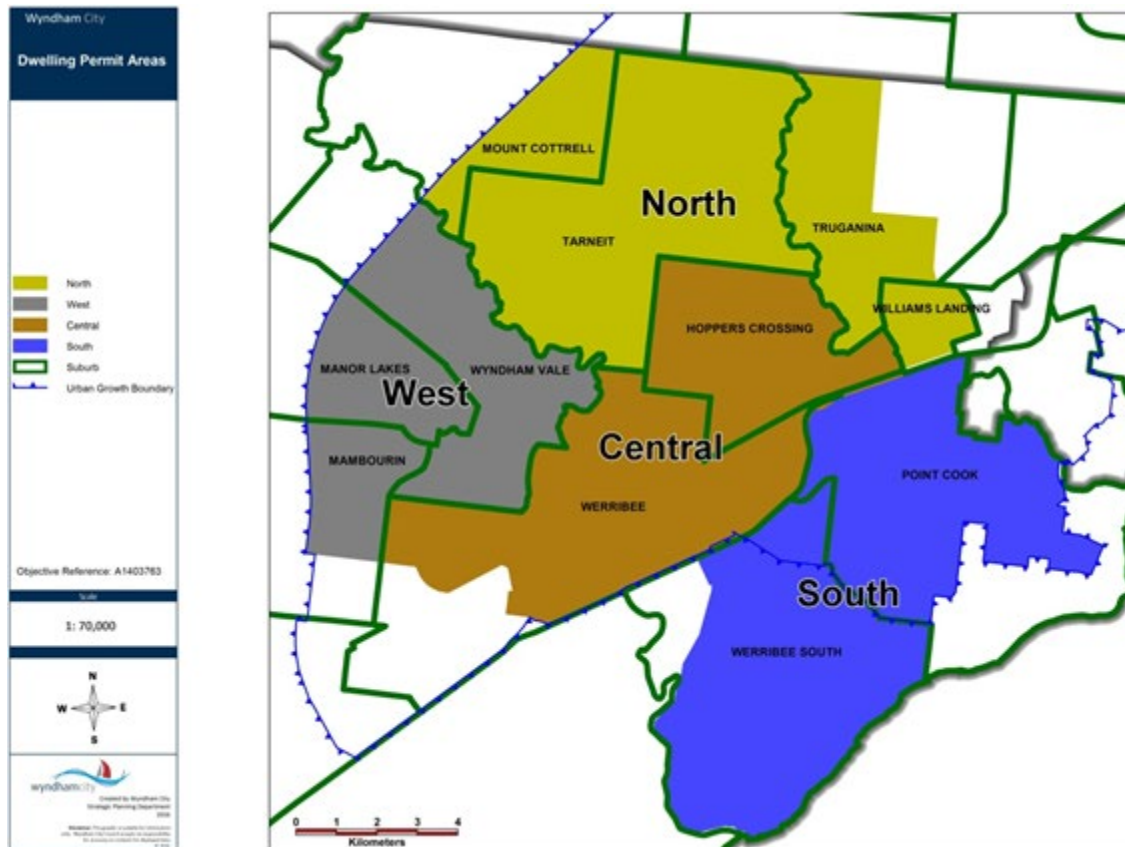 Wyndham City
Dwelling Permit Areas
North
West
Central
South
Suburb
Urban Growth Boundary
Objective Reference: A1403763
Scale
1: 70,000
N
W
E
S
wyndhamcity
Created by Wyndham City
Strategic Planning Department
2016
MOUNT COTTRELL
North
TARNEIT
TRUGANINA
WILLIAMS LANDING
HOPPERS CROSSING
MANOR LAKES
WYNDHAM VALE
West
Central
MAMBOURIN
POINT COOK
WERRIBEE
South
WERRIBEE SOUTH
0 1 2 3 4
Kilometers